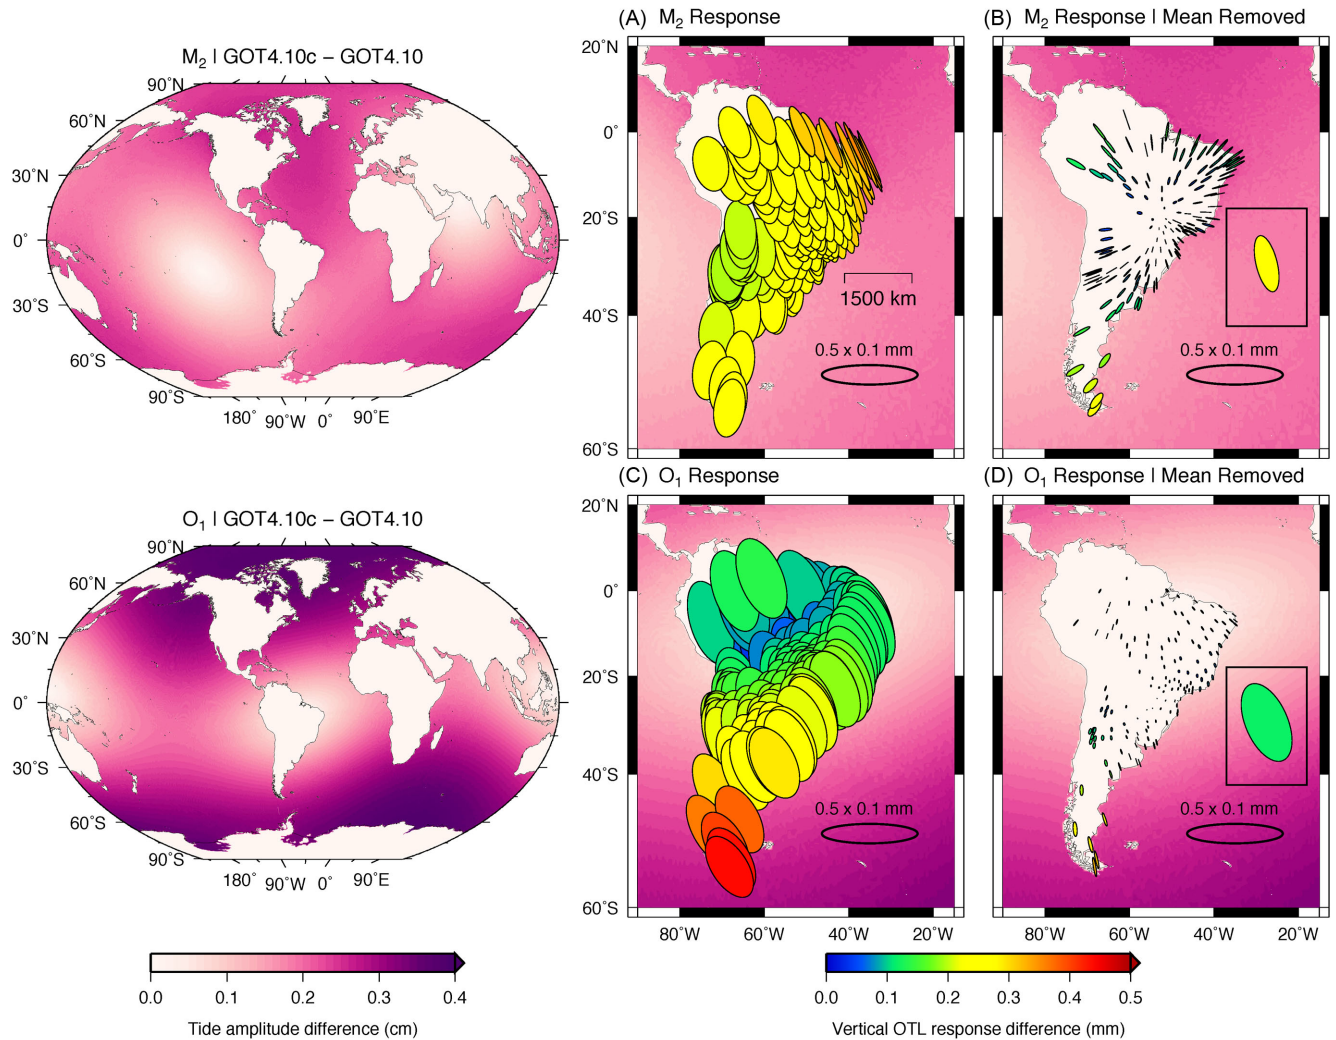 M2 | GOT4.10c − GOT4.10
90˚N
60˚N
30˚N
0˚
30˚S
60˚S
90˚S
180˚ 90˚W 0˚ 90˚E
(A) M2 Response
20˚N
0˚
20˚S
40˚S
60˚S
1500 km
0.5 x 0.1 mm
(B) M2 Response | Mean Removed
0.5 x 0.1 mm
O1 | GOT4.10c − GOT4.10
90˚N
60˚N
30˚N
0˚
30˚S
60˚S
90˚S
180˚ 90˚W 0˚ 90˚E
(C) O1 Response
20˚N
0˚
20˚S
40˚S
60˚S
0.5 x 0.1 mm
80˚W 60˚W 40˚W 20˚W
(D) O1 Response | Mean Removed
0.5 x 0.1 mm
80˚W 60˚W 40˚W 20˚W
0.0 0.1 0.2 0.3 0.4
Tide amplitude difference (cm)
0.0 0.1 0.2 0.3 0.4 0.5
Vertical OTL response difference (mm)